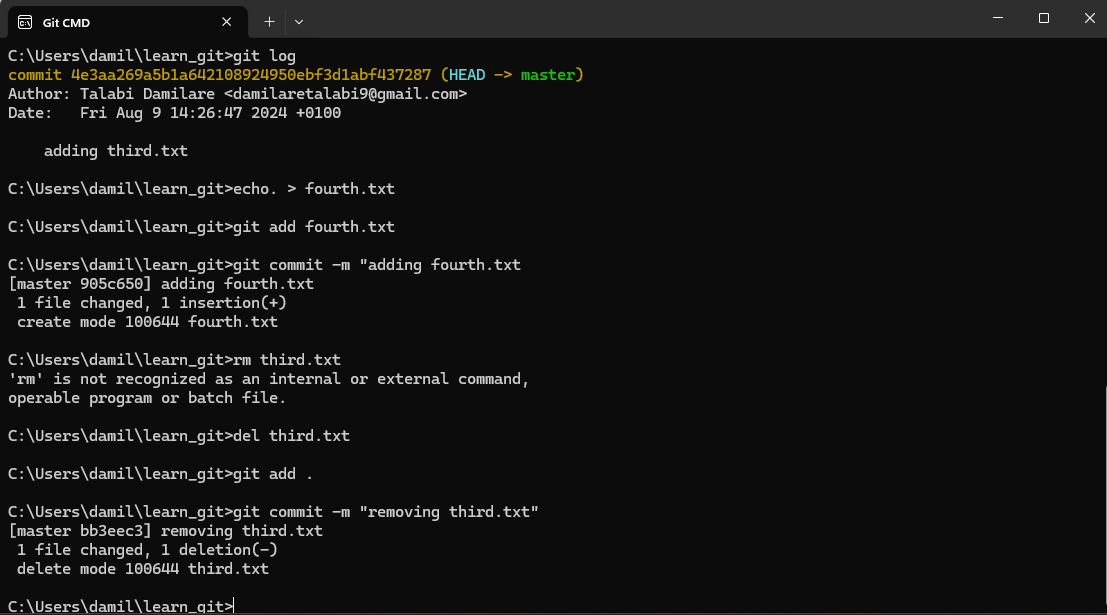 Git CMD
C:\Users\damil\learn_git>git log
commit 4e3aa269a5b1a642108924950ebf3d1abf437287 (HEAD -> master)
Author: Talabi Damilare <damilaretalabi9@gmail.com>
Date:   Fri Aug 9 14:26:47 2024 +0100
    adding third.txt
C:\Users\damil\learn_git>echo. > fourth.txt
C:\Users\damil\learn_git>git add fourth.txt
C:\Users\damil\learn_git>git commit -m "adding fourth.txt
[master 905c650] adding fourth.txt
 1 file changed, 1 insertion(+)
 create mode 100644 fourth.txt
C:\Users\damil\learn_git>rm third.txt
'rm' is not recognized as an internal or external command,
operable program or batch file.
C:\Users\damil\learn_git>del third.txt
C:\Users\damil\learn_git>git add .
C:\Users\damil\learn_git>git commit -m "removing third.txt"
[master bb3eec3] removing third.txt
 1 file changed, 1 deletion(-)
 delete mode 100644 third.txt
C:\Users\damil\learn_git>